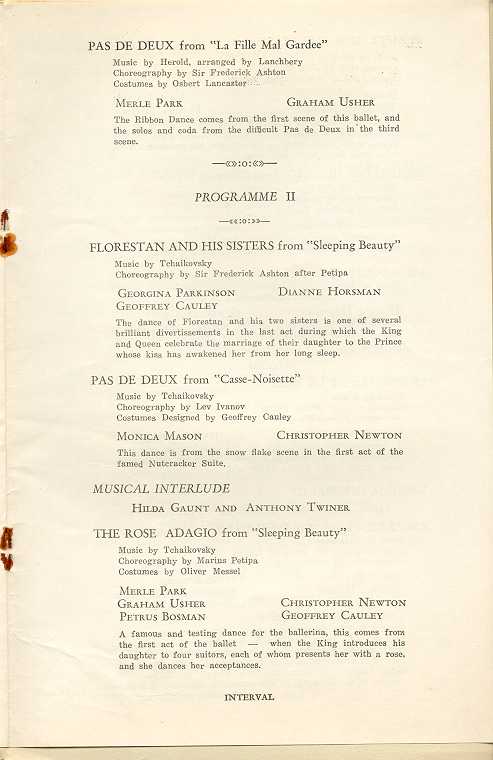 PAS DE DEUX from "La Fille Mal Gardee"
Music by Herold, arranged by Lanchbery
Choreography by Sir Frederick Ashton
Costumes by Osbert Lancaster
MERLE PARK GRAHAM USHER
The Ribbon Dance comes from the first scene of this ballet, and
the solos and coda from the difficult Pas de Deux in the third
scene.
—«»:o:«»—
PROGRAMME II
—««:o:»»—
FLORESTAN AND HIS SISTERS from "Sleeping Beauty"
Music by Tchaikovsky
Choreography by Sir Frederick Ashton after Petipa
GEORGINA PARKINSON DIANNE HORSMAN
GEOFFREY CAULEY
The dance of Florestan and his two sisters is one of several
brilliant divertissements in the last act during which the King
and Queen celebrate the marriage of their daughter to the Prince
whose kiss has awakened her from her long sleep.
PAS DE DEUX from "Casse-Noisette"
Music by Tchaikovsky
Choreography by Lev Ivanov
Costumes Designed by Geoffrey Cauley
MONICA MASON CHRISTOPHER NEWTON
This dance is from the snow flake scene in the first act of the
famed Nutcracker Suite.
MUSICAL INTERLUDE
HILDA GAUNT AND ANTHONY TWINER
THE ROSE ADAGIO from "Sleeping Beauty"
Music by Tchaikovsky
Choreography by Marius Petipa
Costumes by Oliver Messel
MERLE PARK
GRAHAM USHER CHRISTOPHER NEWTON
PETRUS BOSMAN GEOFFREY CAULEY
A famous and testing dance for the ballerina, this comes from
the first act of the ballet — when the King introduces his
daughter to four suitors, each of whom presents her with a rose,
and she dances her acceptances.
INTERVAL